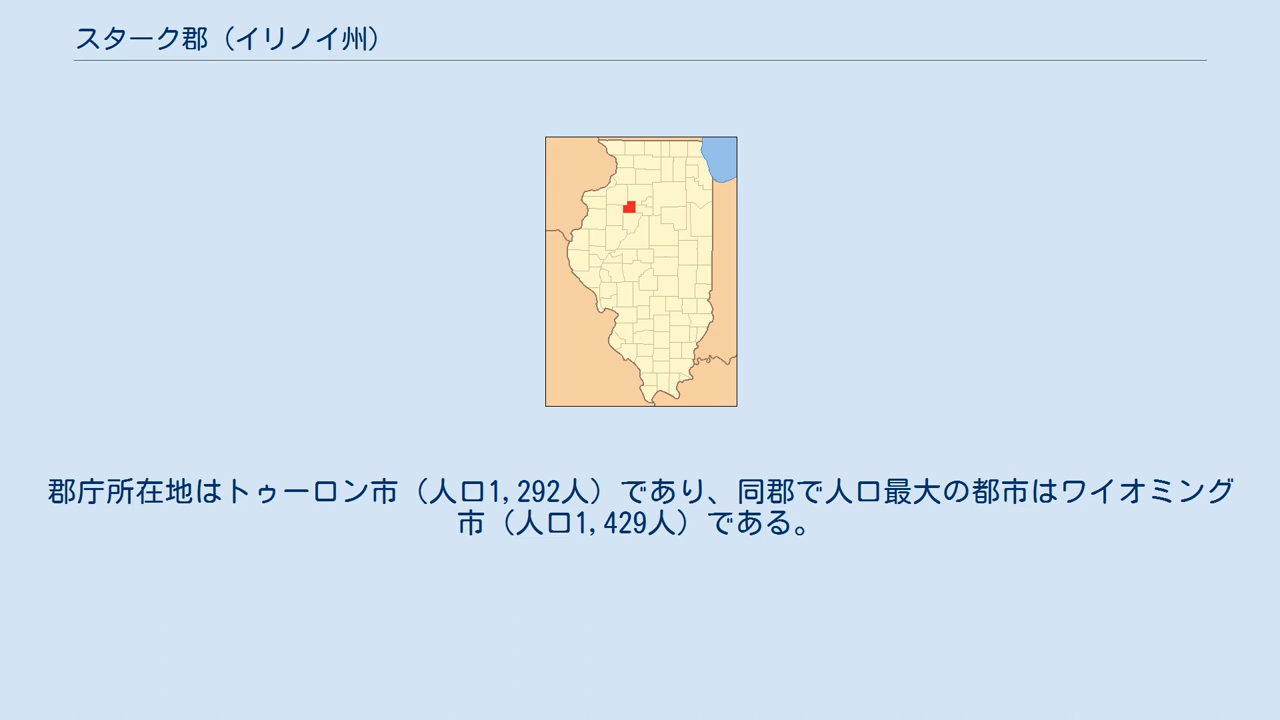 スターク郡（イリノイ州）
郡庁所在地はトゥーロン市（人口1,292人）であり、同郡で人口最大の都市はワイオミング
市（人口1,429人）である。